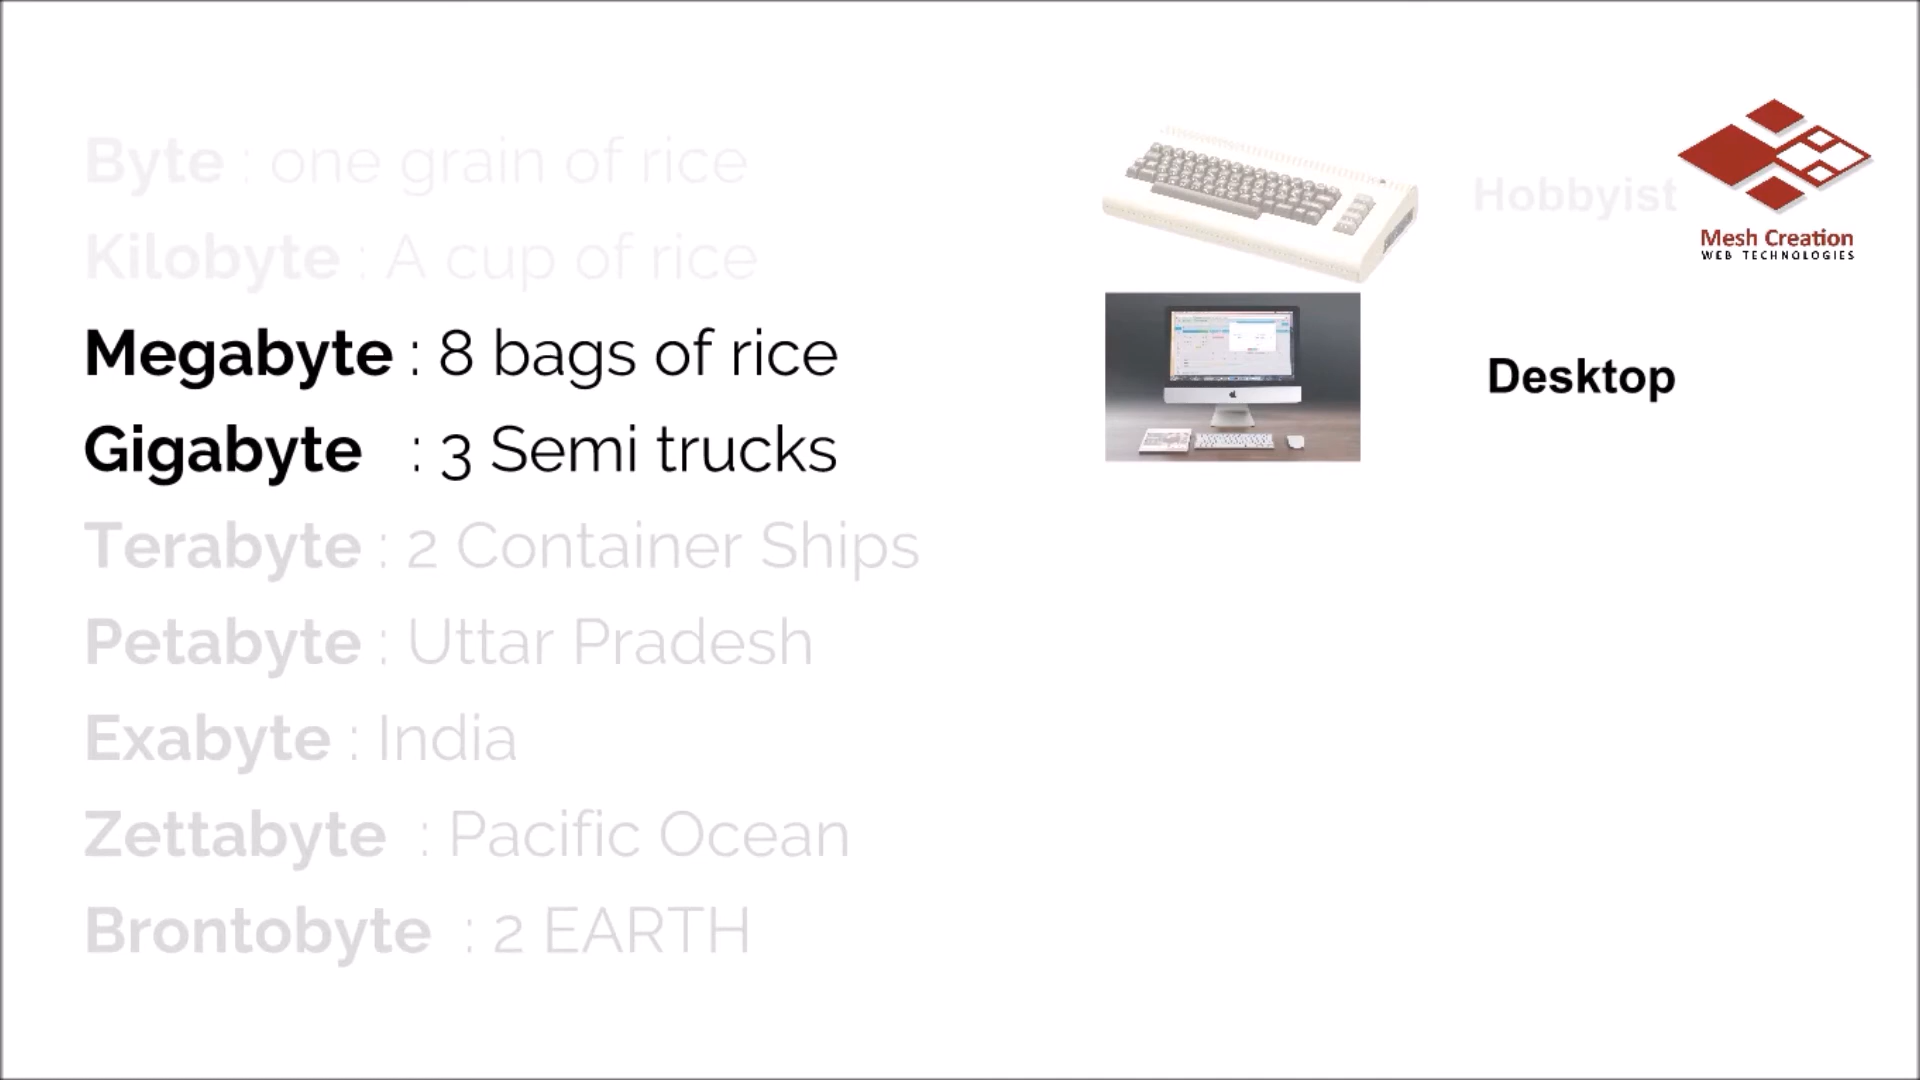 Byte : one grain of rice
Kilobyte : A cup of rice
Megabyte : 8 bags of rice
Gigabyte : 3 Semi trucks
Terabyte : 2 Container Ships
Petabyte : Uttar Pradesh
Exabyte : India
Zettabyte : Pacific Ocean
Brontobyte : 2 EARTH
Hobbyist
Desktop
Mesh Creation
WEB TECHNOLOGIES